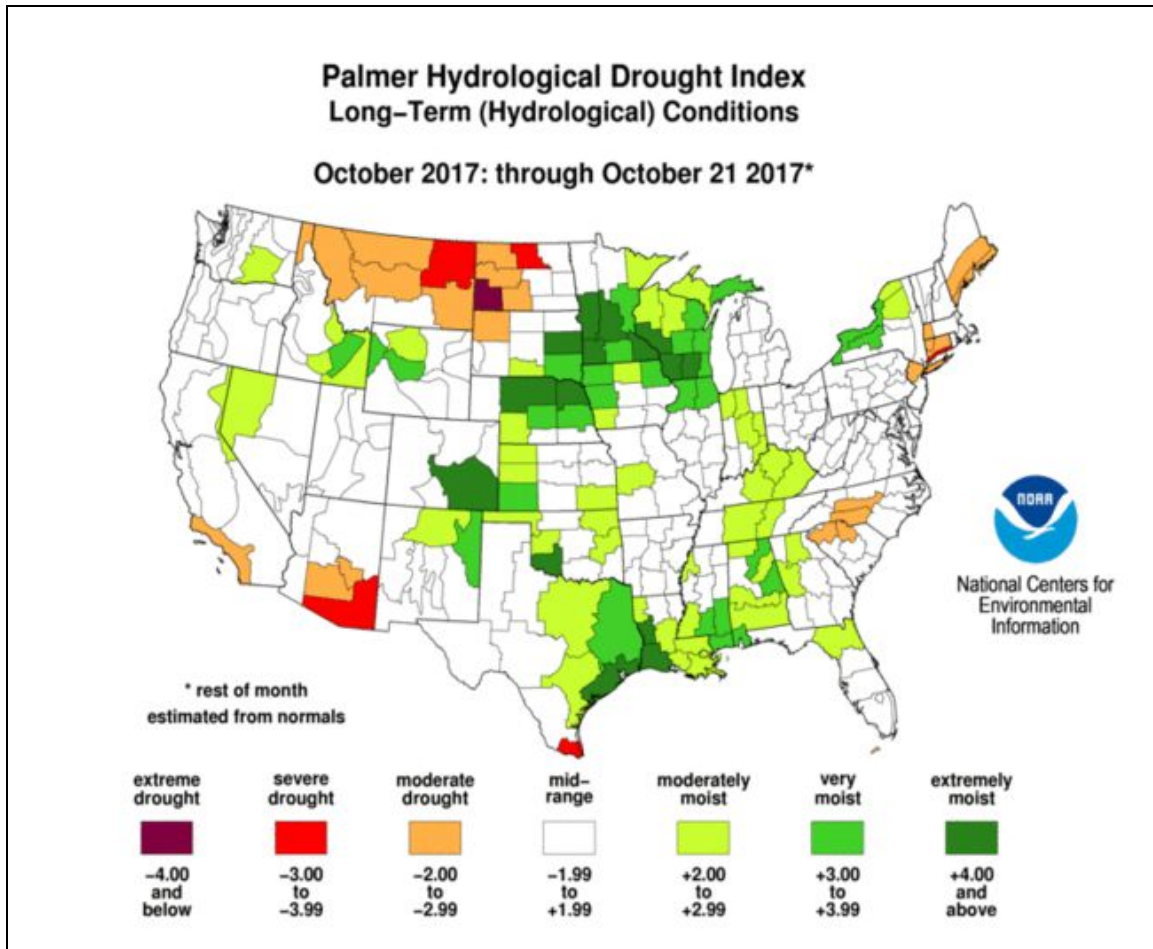 Palmer Hydrological Drought Index
Long-Term (Hydrological) Conditions
October 2017: through October 21 2017*
NOAA
National Centers for
Environmental
Information
* rest of month
estimated from normals
extreme drought
severe drought
moderate drought
mid-range
moderately moist
very moist
extremely moist
-4.00 and below
-3.00 to -3.99
-2.00 to -2.99
-1.99 to +1.99
+2.00 to +2.99
+3.00 to +3.99
+4.00 and above